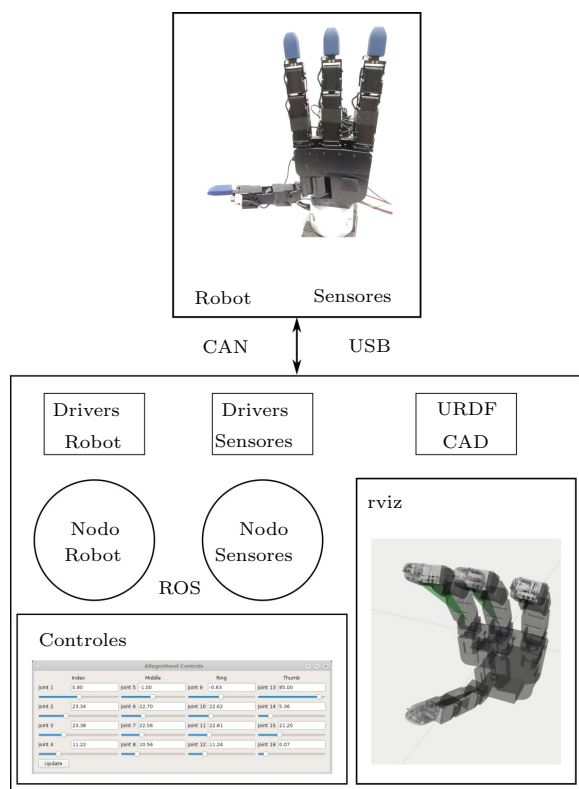 Robot Sensores
CAN USB
Drivers
Robot
Drivers
Sensores
URDF
CAD
Nodo
Robot
Nodo
Sensores
ROS
rviz
Controles
AllegroHand Controls
Index Middle Ring Thumb
Joint 1 0.80 Joint 5 -1.00 Joint 9 -0.63 Joint 13 85.00
Joint 2 23.34 Joint 6 22.70 Joint 10 22.62 Joint 14 5.36
Joint 3 23.38 Joint 7 22.56 Joint 11 22.81 Joint 15 21.20
Joint 4 11.22 Joint 8 10.56 Joint 12 11.24 Joint 16 0.07
Update